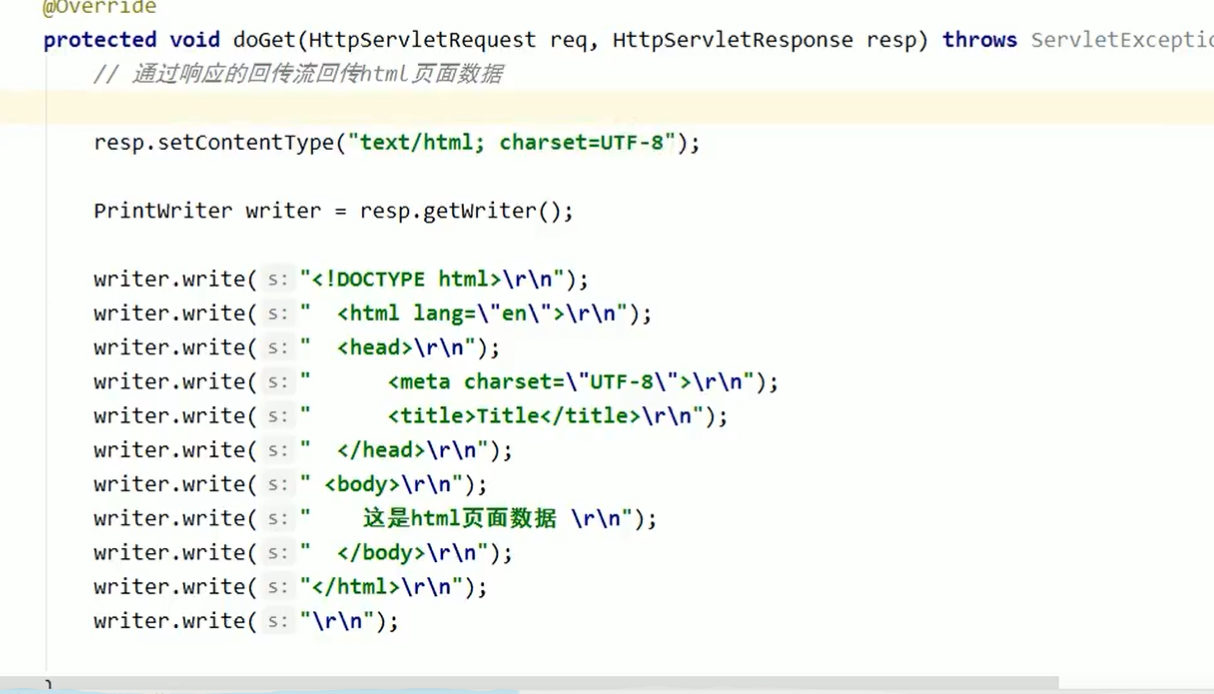 @Override
protected void doGet(HttpServletRequest req, HttpServletResponse resp) throws
// 通过响应的回传流回传html页面数据
resp.setContentType("text/html; charset=UTF-8");
PrintWriter writer = resp.getWriter();
writer.write( s: "<!DOCTYPE html>\r\n");
writer.write( s: "  <html lang=\"en\">\r\n");
writer.write( s: "  <head>\r\n");
writer.write( s: "      <meta charset=\"UTF-8\">\r\n");
writer.write( s: "      <title>Title</title>\r\n");
writer.write( s: "  </head>\r\n");
writer.write( s: " <body>\r\n");
writer.write( s: "    这是html页面数据 \r\n");
writer.write( s: "  </body>\r\n");
writer.write( s: "</html>\r\n");
writer.write( s: "\r\n");
}